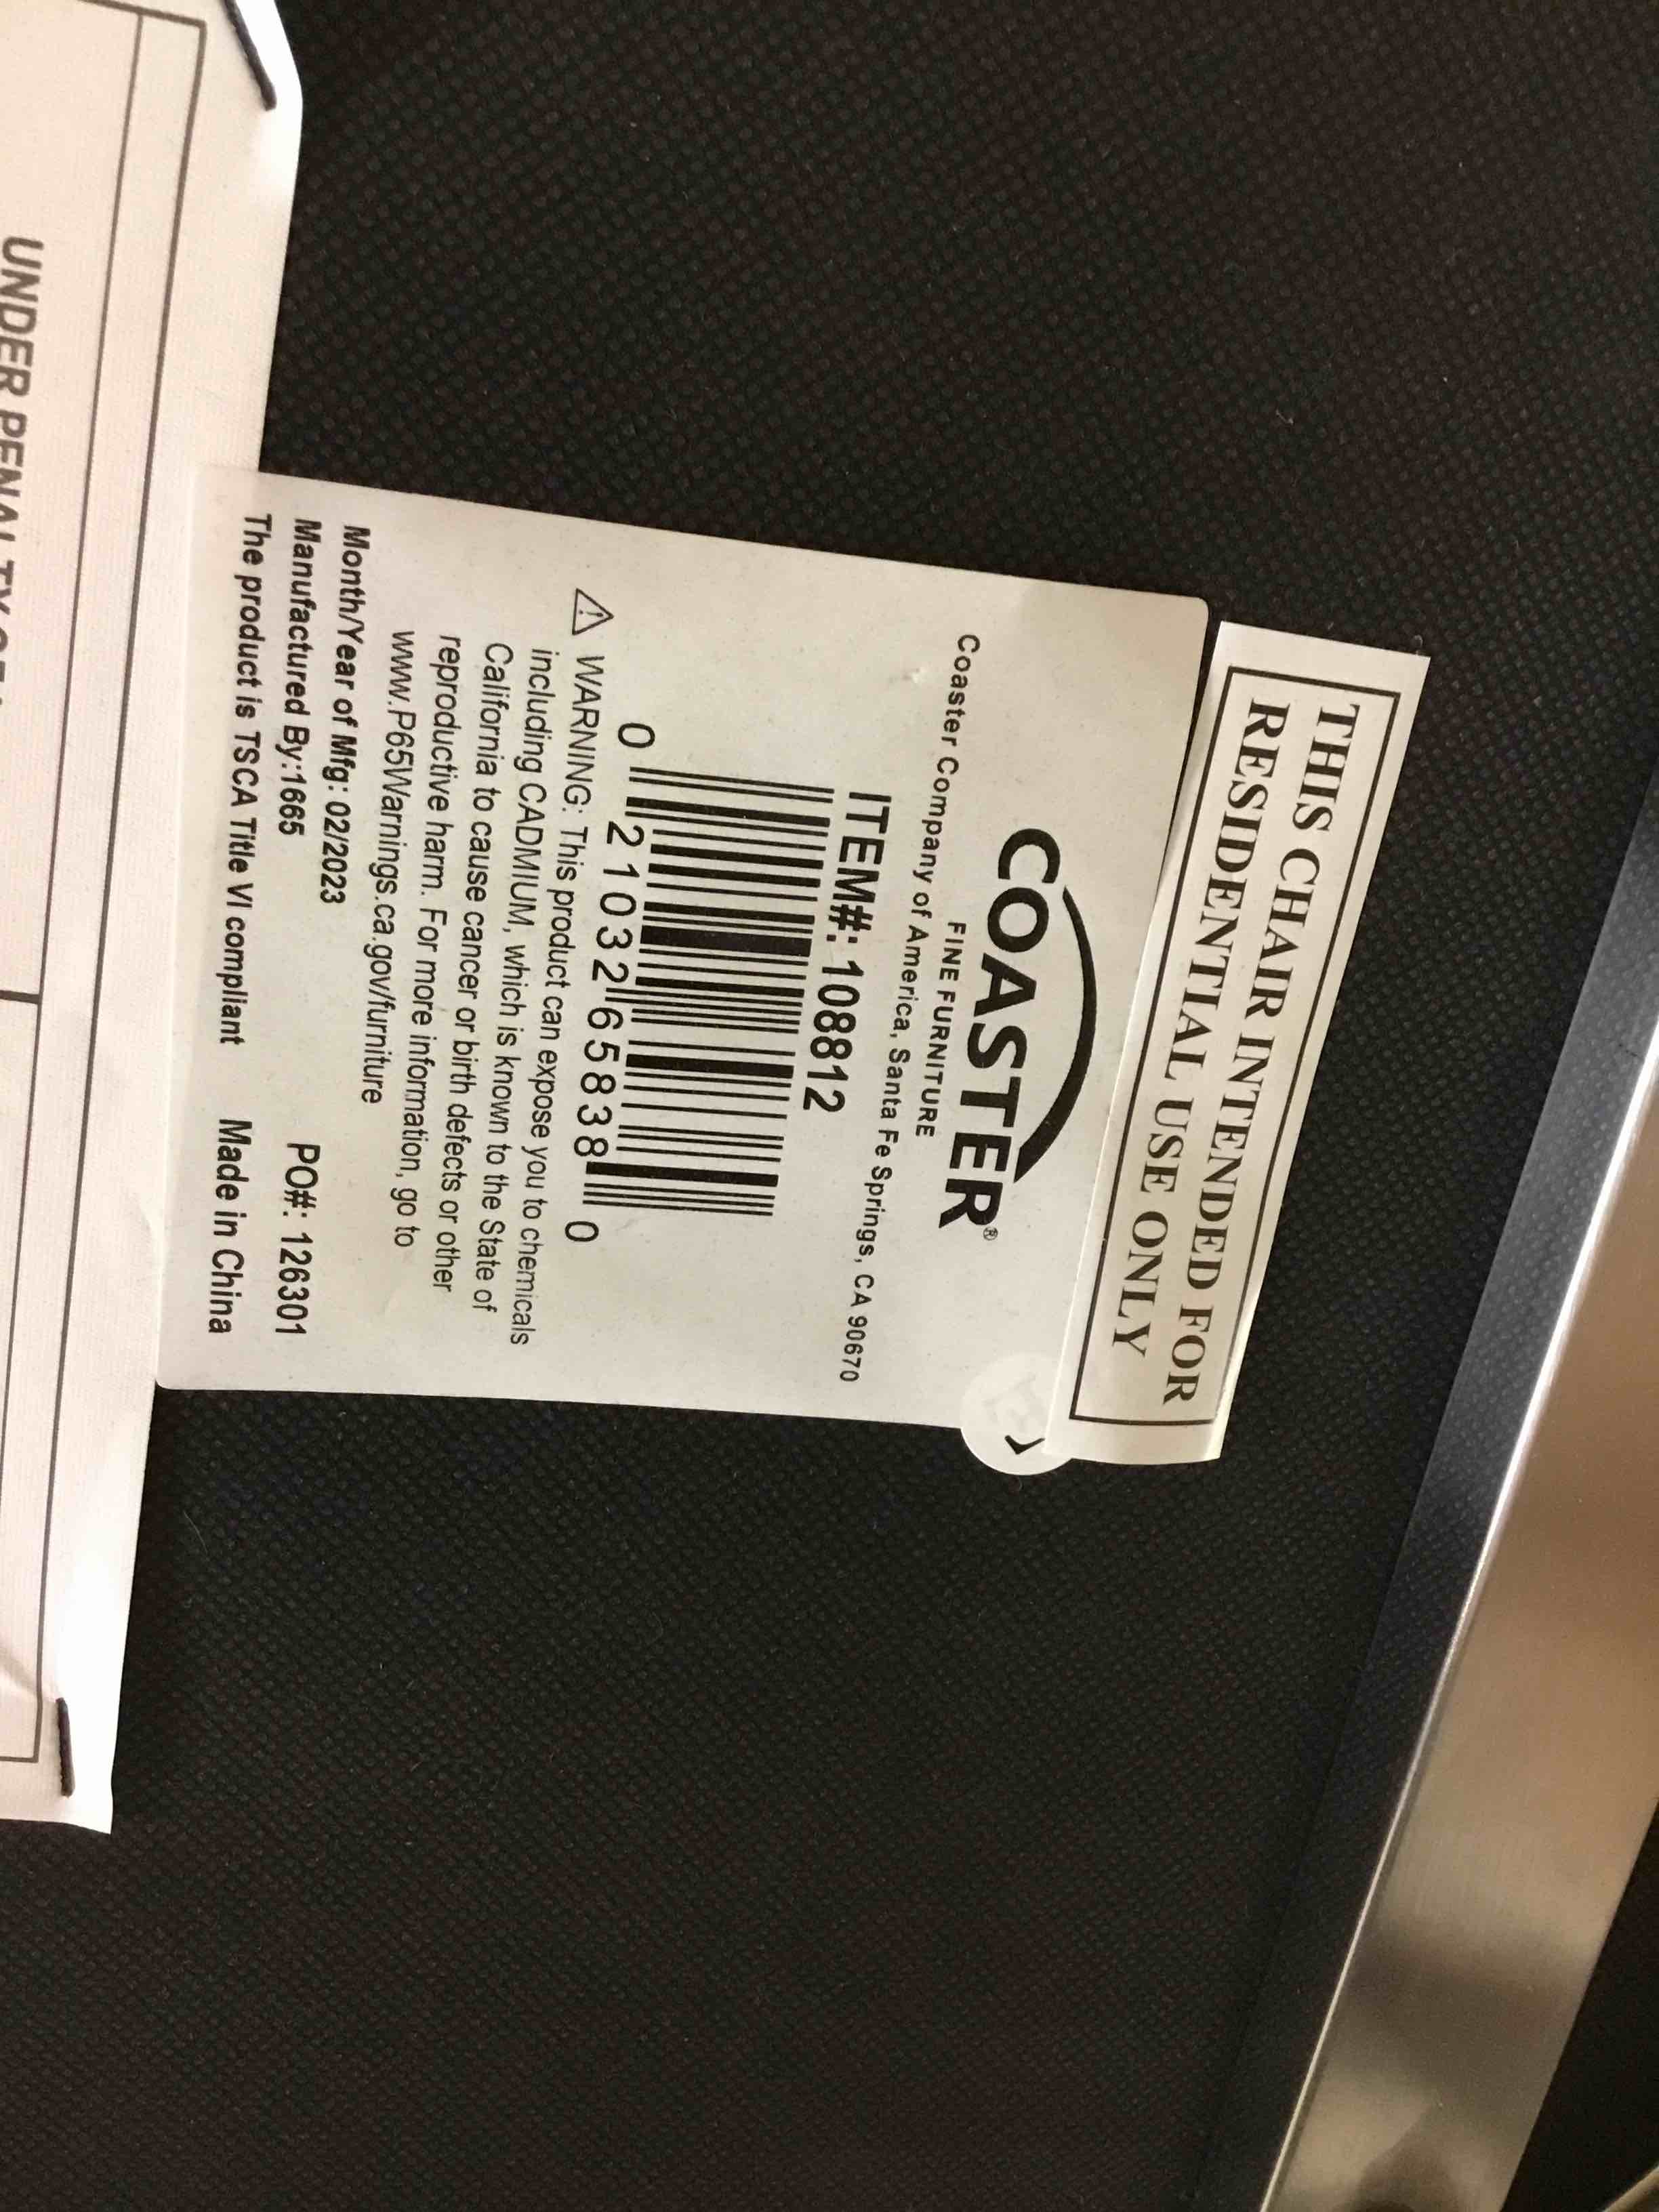 THIS CHAIR INTENDED FOR
RESIDENTIAL USE ONLY
COASTER®
FINE FURNITURE
Coaster Company of America, Santa Fe Springs, CA 90670
ITEM#: 108812
0 21032 65838 0
⚠ WARNING: This product can expose you to chemicals
including CADMIUM, which is known to the State of
California to cause cancer or birth defects or other
reproductive harm. For more information, go to
www.P65Warnings.ca.gov/furniture
Month/Year of Mfg: 02/2023
Manufactured By:1665 PO#: 126301
The product is TSCA Title VI compliant Made in China
UNDER PENALTY